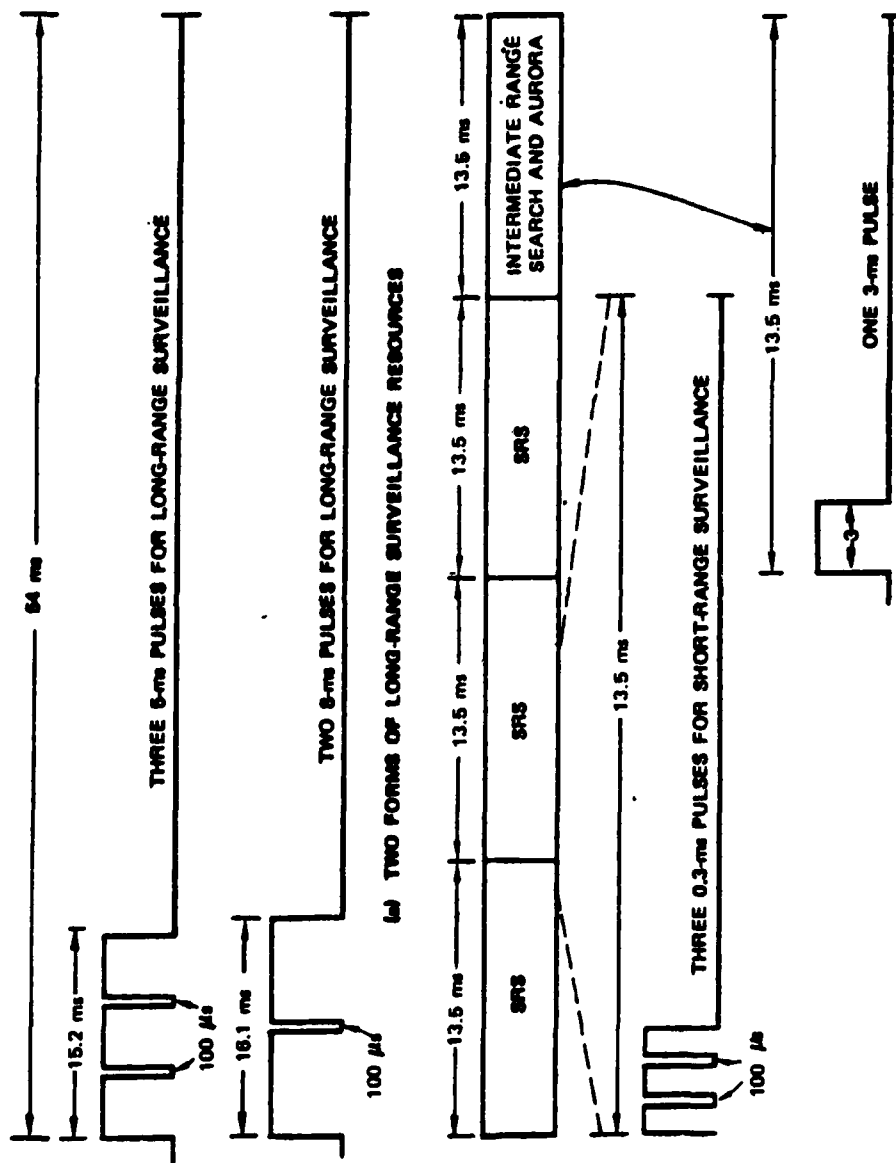 54 ms
15.2 ms
100 µs
THREE 5-ms PULSES FOR LONG-RANGE SURVEILLANCE
16.1 ms
100 µs
TWO 8-ms PULSES FOR LONG-RANGE SURVEILLANCE
(a) TWO FORMS OF LONG-RANGE SURVEILLANCE RESOURCES
13.5 ms
13.5 ms
13.5 ms
13.5 ms
SRS
SRS
SRS
INTERMEDIATE RANGE
SEARCH AND AURORA
13.5 ms
THREE 0.3-ms PULSES FOR SHORT-RANGE SURVEILLANCE
100 µs
13.5 ms
3
ONE 3-ms PULSE